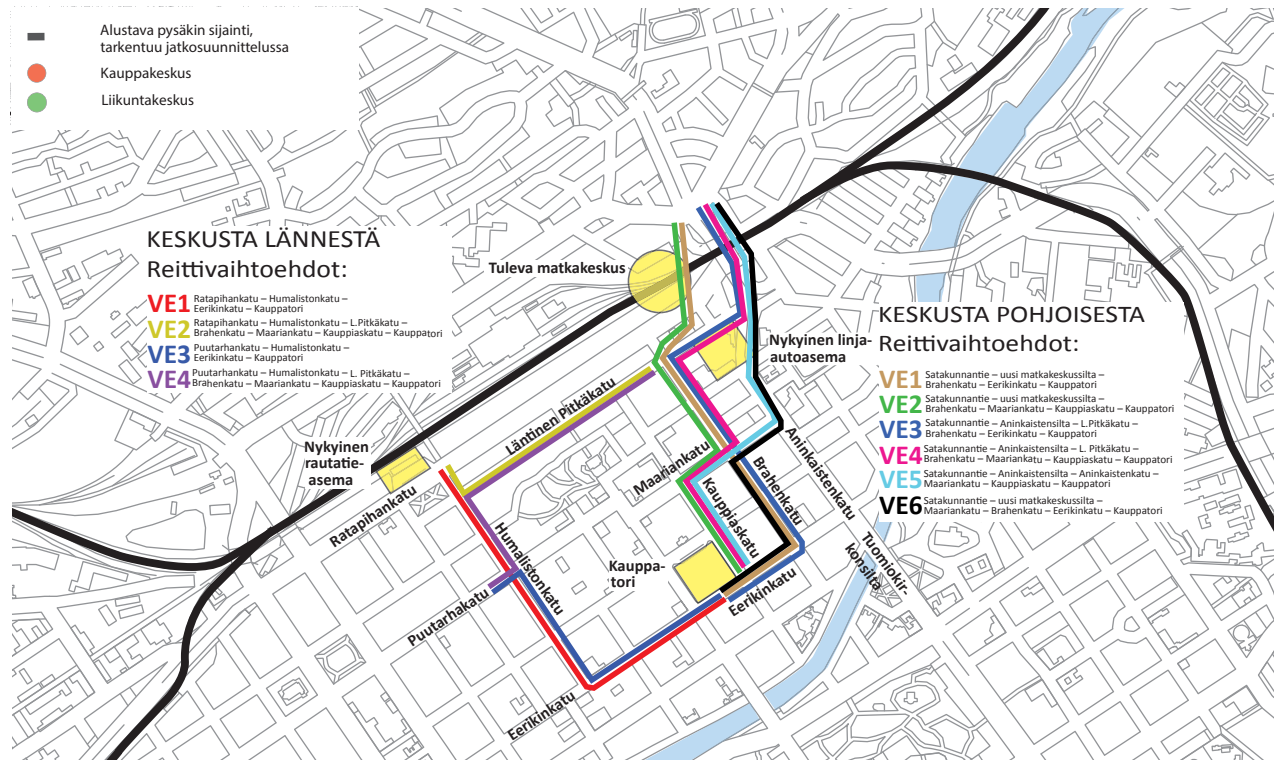 Alustava pysäkin sijainti,
tarkentuu jatkosuunnittelussa
Kauppakeskus
Liikuntakeskus
KESKUSTA LÄNNESTÄ
Reittivaihtoehdot:
VE1 Ratapihankatu – Humalistonkatu –
Eerikinkatu – Kauppatori
VE2 Ratapihankatu – Humalistonkatu – L.Pitkäkatu –
Brahenkatu – Maariankatu – Kauppiaskatu – Kauppatori
VE3 Puutarhankatu – Humalistonkatu –
Eerikinkatu – Kauppatori
VE4 Puutarhankatu – Humalistonkatu – L. Pitkäkatu –
Brahenkatu – Maariankatu – Kauppiaskatu – Kauppatori
Tuleva matkakeskus
Nykyinen linja-
autoasema
KESKUSTA POHJOISESTA
Reittivaihtoehdot:
VE1 Satakunnantie – uusi matkakeskussilta –
Brahenkatu – Eerikinkatu – Kauppatori
VE2 Satakunnantie – uusi matkakeskussilta –
Brahenkatu – Maariankatu – Kauppiaskatu – Kauppatori
VE3 Satakunnantie – Aninkaistensilta – L.Pitkäkatu –
Brahenkatu – Eerikinkatu – Kauppatori
VE4 Satakunnantie – Aninkaistensilta – L. Pitkäkatu –
Brahenkatu – Maariankatu – Kauppiaskatu – Kauppatori
VE5 Satakunnantie – Aninkaistensilta – Aninkaistenkatu –
Maariankatu – Kauppiaskatu – Kauppatori
VE6 Satakunnantie – uusi matkakeskussilta –
Maariankatu – Brahenkatu – Eerikinkatu – Kauppatori
Läntinen Pitkäkatu
Nykyinen
rautatie-
asema
Ratapihankatu
Maariankatu
Kauppiaskatu
Brahenkatu
Aninkaistenkatu
Tuomiokir-
konsilta
Humalistonkatu
Kauppa-
tori
Eerikinkatu
Puutarhakatu
Eerikinkatu